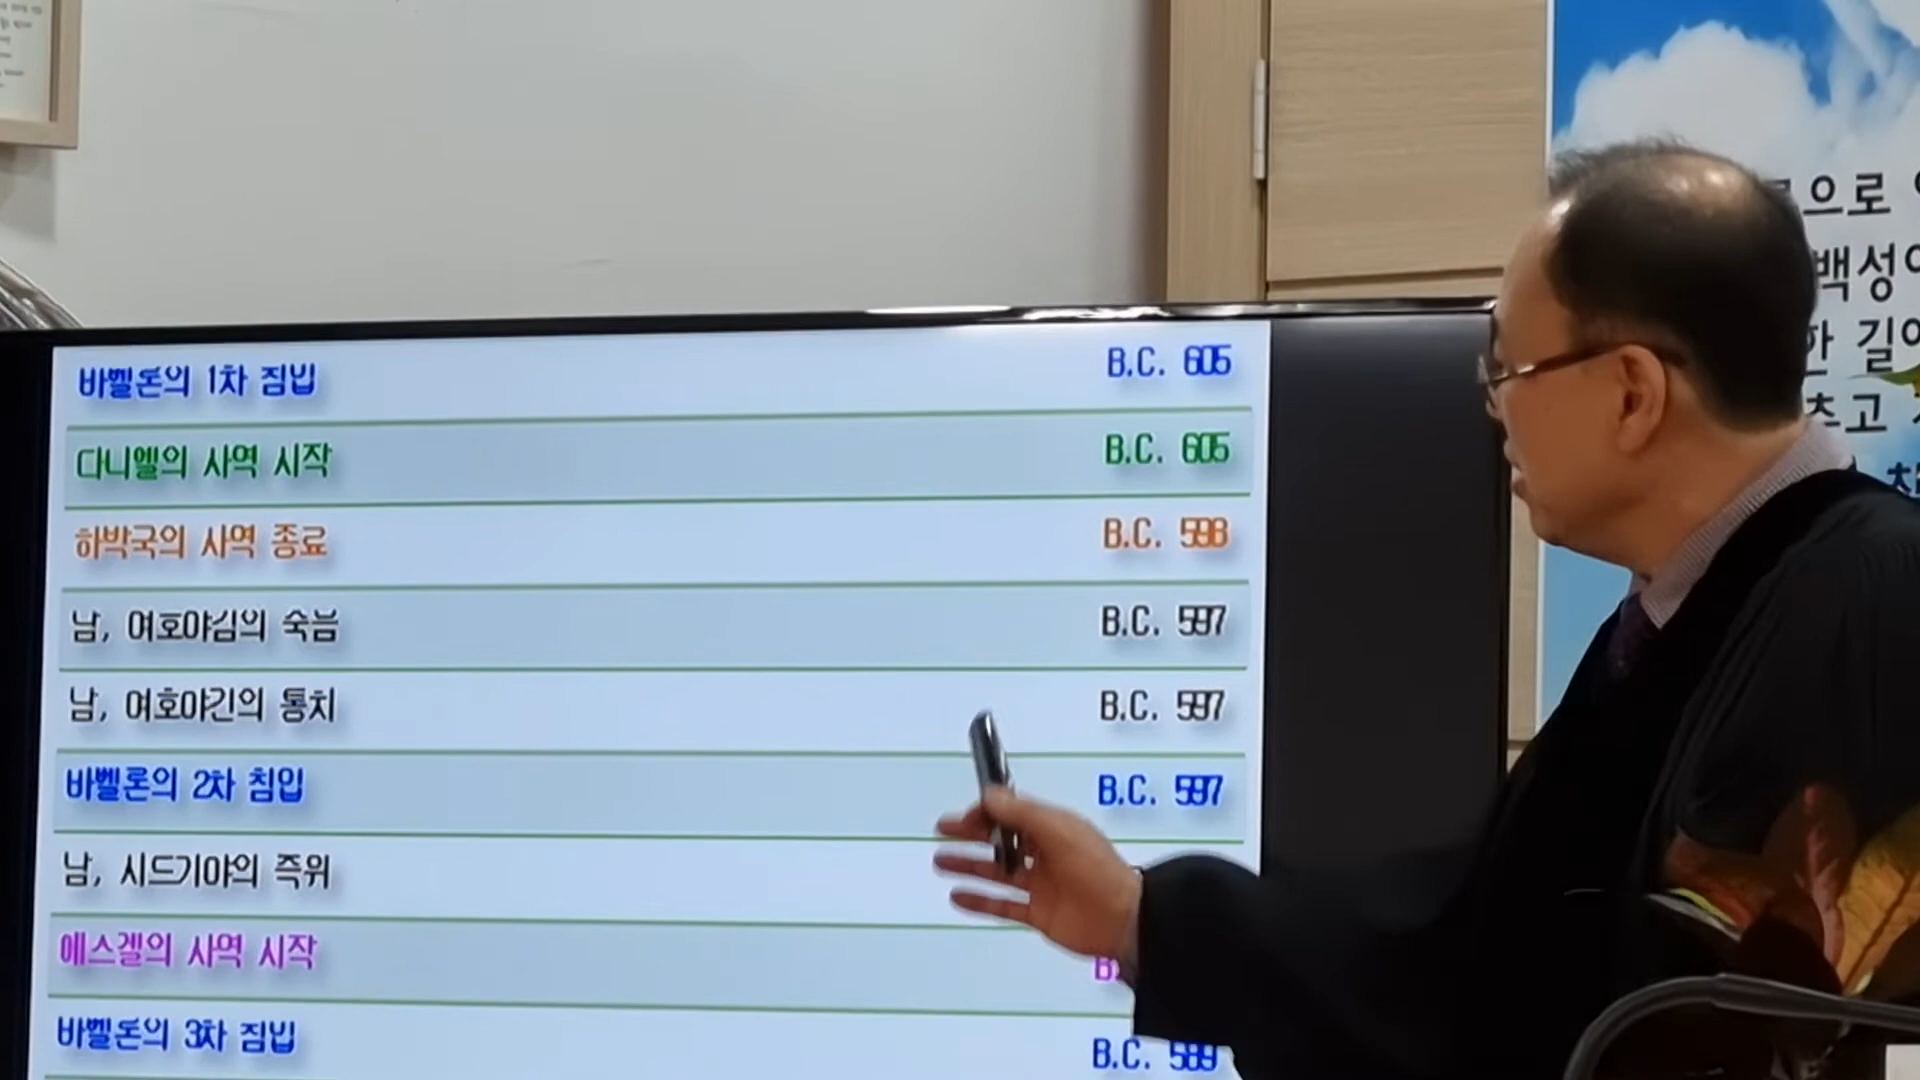 바벨론의 1차 침입 B.C. 605
다니엘의 사역 시작 B.C. 605
하박국의 사역 종료 B.C. 598
남, 여호야김의 죽음 B.C. 597
남, 여호야긴의 통치 B.C. 597
바벨론의 2차 침입 B.C. 597
남, 시드기야의 즉위
에스겔의 사역 시작 B.
바벨론의 3차 침입 B.C. 589
으로
백성
길
추고